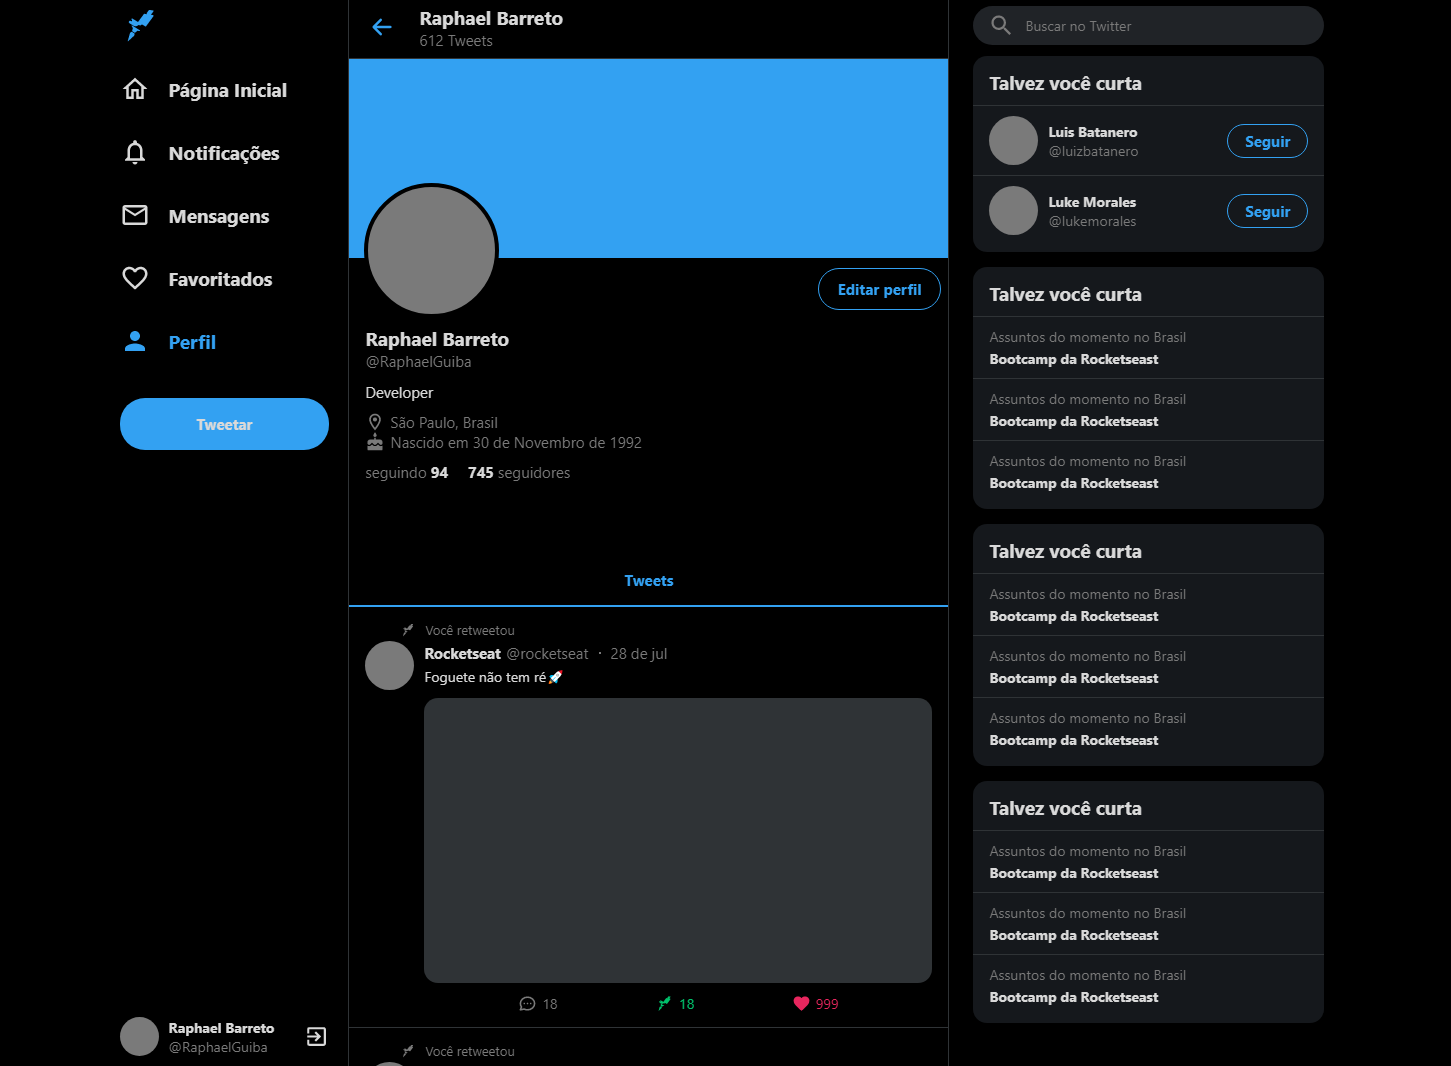 Página Inicial
Notificações
Mensagens
Favoritados
Perfil
Tweetar
Raphael Barreto
@RaphaelGuiba
Raphael Barreto
612 Tweets
Editar perfil
Raphael Barreto
@RaphaelGuiba
Developer
São Paulo, Brasil
Nascido em 30 de Novembro de 1992
seguindo 94 745 seguidores
Tweets
Você retweetou
Rocketseat @rocketseat · 28 de jul
Foguete não tem ré🚀
18 18 999
Você retweetou
Buscar no Twitter
Talvez você curta
Luis Batanero
@luizbatanero
Seguir
Luke Morales
@lukemorales
Seguir
Talvez você curta
Assuntos do momento no Brasil
Bootcamp da Rocketseast
Assuntos do momento no Brasil
Bootcamp da Rocketseast
Assuntos do momento no Brasil
Bootcamp da Rocketseast
Talvez você curta
Assuntos do momento no Brasil
Bootcamp da Rocketseast
Assuntos do momento no Brasil
Bootcamp da Rocketseast
Assuntos do momento no Brasil
Bootcamp da Rocketseast
Talvez você curta
Assuntos do momento no Brasil
Bootcamp da Rocketseast
Assuntos do momento no Brasil
Bootcamp da Rocketseast
Assuntos do momento no Brasil
Bootcamp da Rocketseast